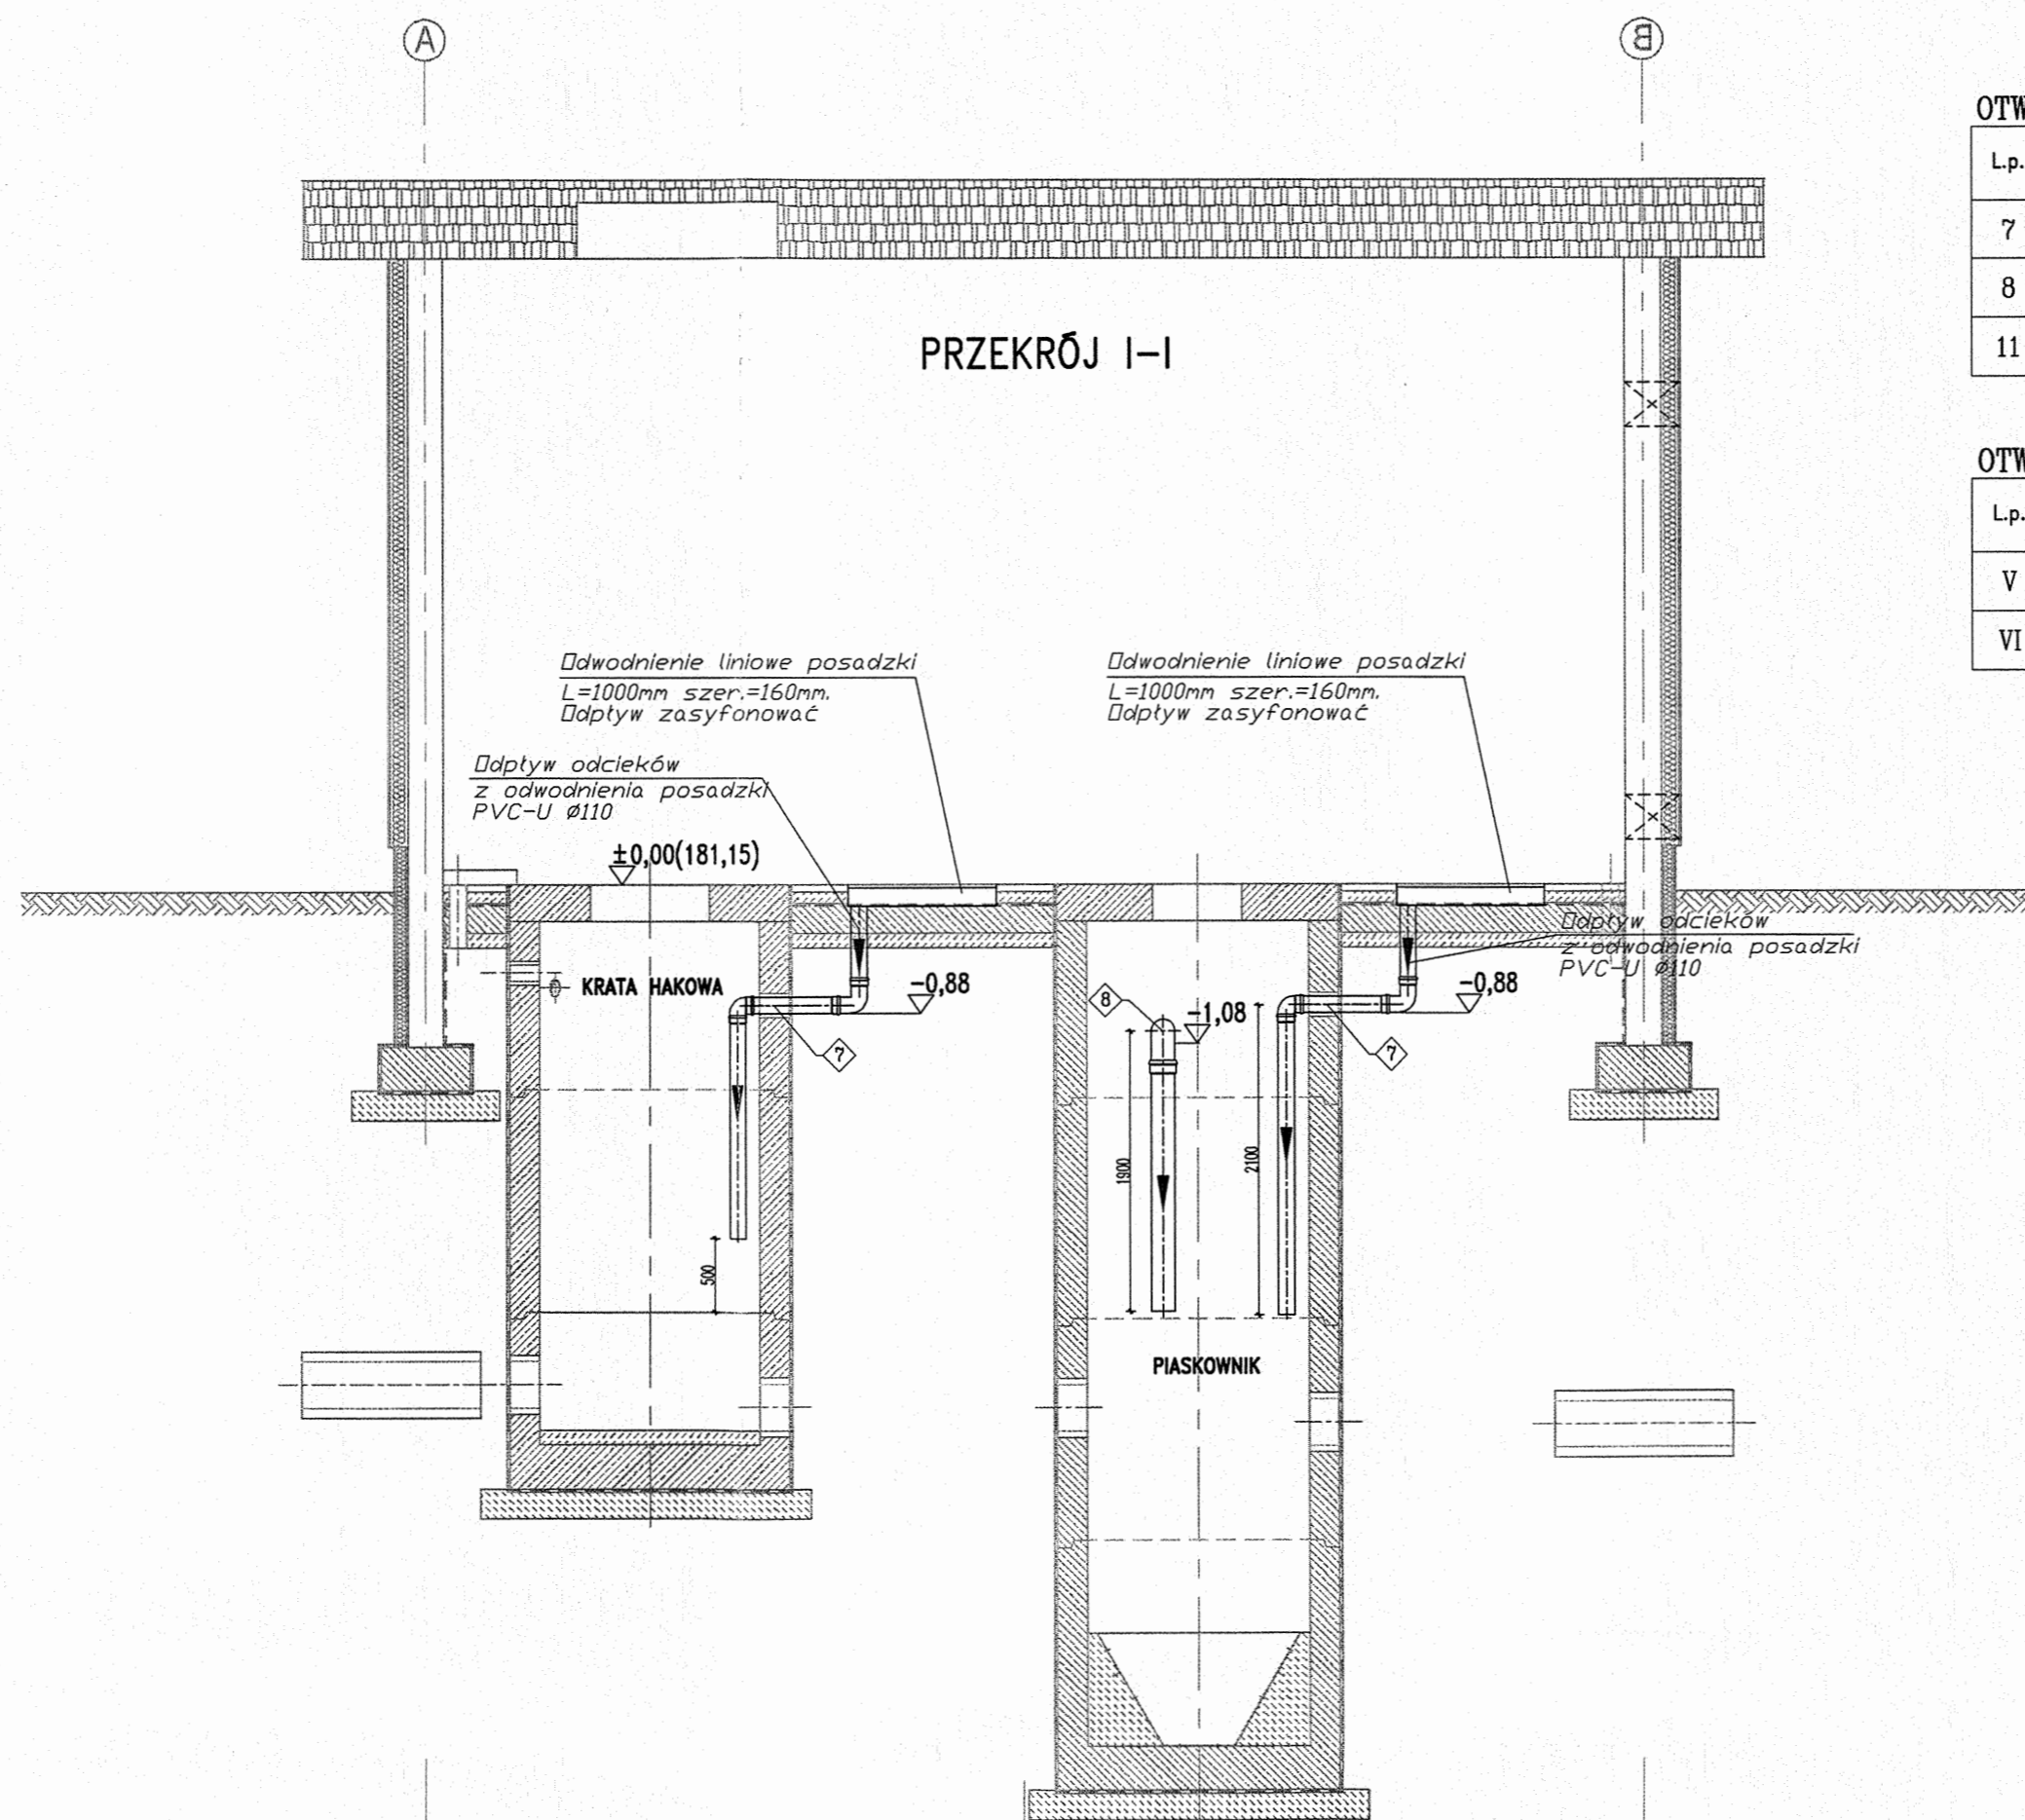 A
B
OTW
L.p.
7
8
11
PRZEKRÓJ I-I
OTW
L.p.
V
VI
Odwodnienie liniowe posadzki
L=1000mm szer.=160mm.
Odpływ zasyfonować
Odwodnienie liniowe posadzki
L=1000mm szer.=160mm.
Odpływ zasyfonować
Odpływ odcieków
z odwodnienia posadzki
PVC-U Ø110
±0,00(181,15)
Odpływ odcieków
z odwodnienia posadzki
PVC-U Ø110
KRATA HAKOWA
-0,88
7
8
-1,08
-0,88
7
1900
2100
500
PIASKOWNIK